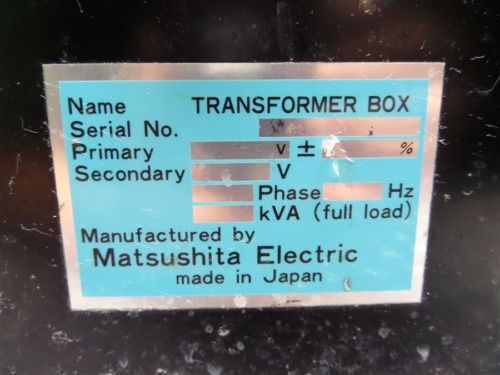 Name TRANSFORMER BOX
Serial No.
Primary V ± %
Secondary V
Phase Hz
kVA (full load)
Manufactured by
Matsushita Electric
made in Japan